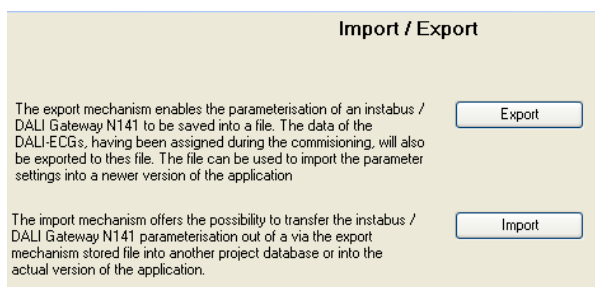 Import / Export
The export mechanism enables the parameterisation of an instabus /
DALI Gateway N141 to be saved into a file. The data of the
DALI-ECGs, having been assigned during the commisioning, will also
be exported to thes file. The file can be used to import the parameter
settings into a newer version of the application
Export
The import mechanism offers the possibility to transfer the instabus /
DALI Gateway N141 parameterisation out of a via the export
mechanism stored file into another project database or into the
actual version of the application.
Import